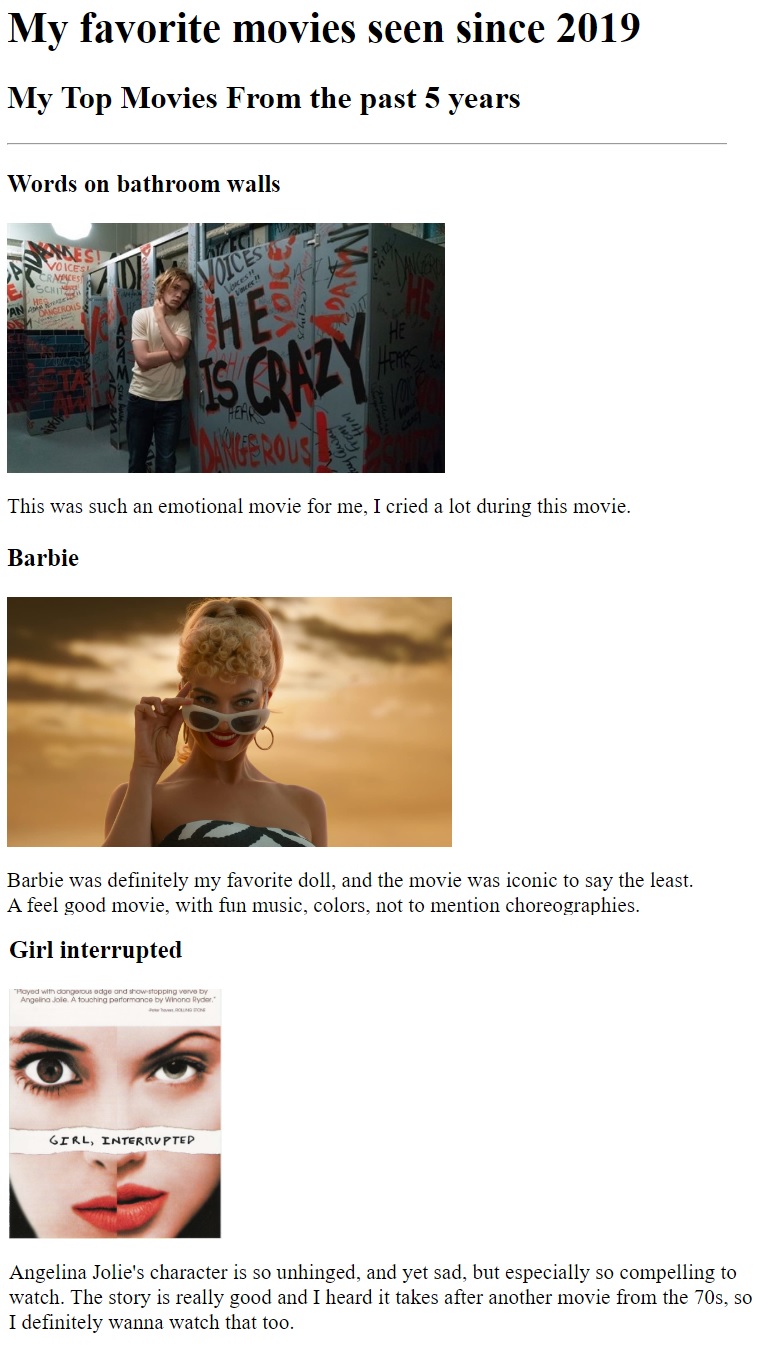 My favorite movies seen since 2019
My Top Movies From the past 5 years
Words on bathroom walls
VOICES
HE
IS CRAZY
HEARS
DANGEROUS!
VOICE
ADAM
HE
HEARS
This was such an emotional movie for me, I cried a lot during this movie.
Barbie
Barbie was definitely my favorite doll, and the movie was iconic to say the least.
A feel good movie, with fun music, colors, not to mention choreographies.
Girl interrupted
"Played with dangerous edge and show-stopping verve by
Angelina Jolie. A touching performance by Winona Ryder."
-Peter Travers, ROLLING STONE
GIRL, INTERRUPTED
Angelina Jolie's character is so unhinged, and yet sad, but especially so compelling to
watch. The story is really good and I heard it takes after another movie from the 70s, so
I definitely wanna watch that too.